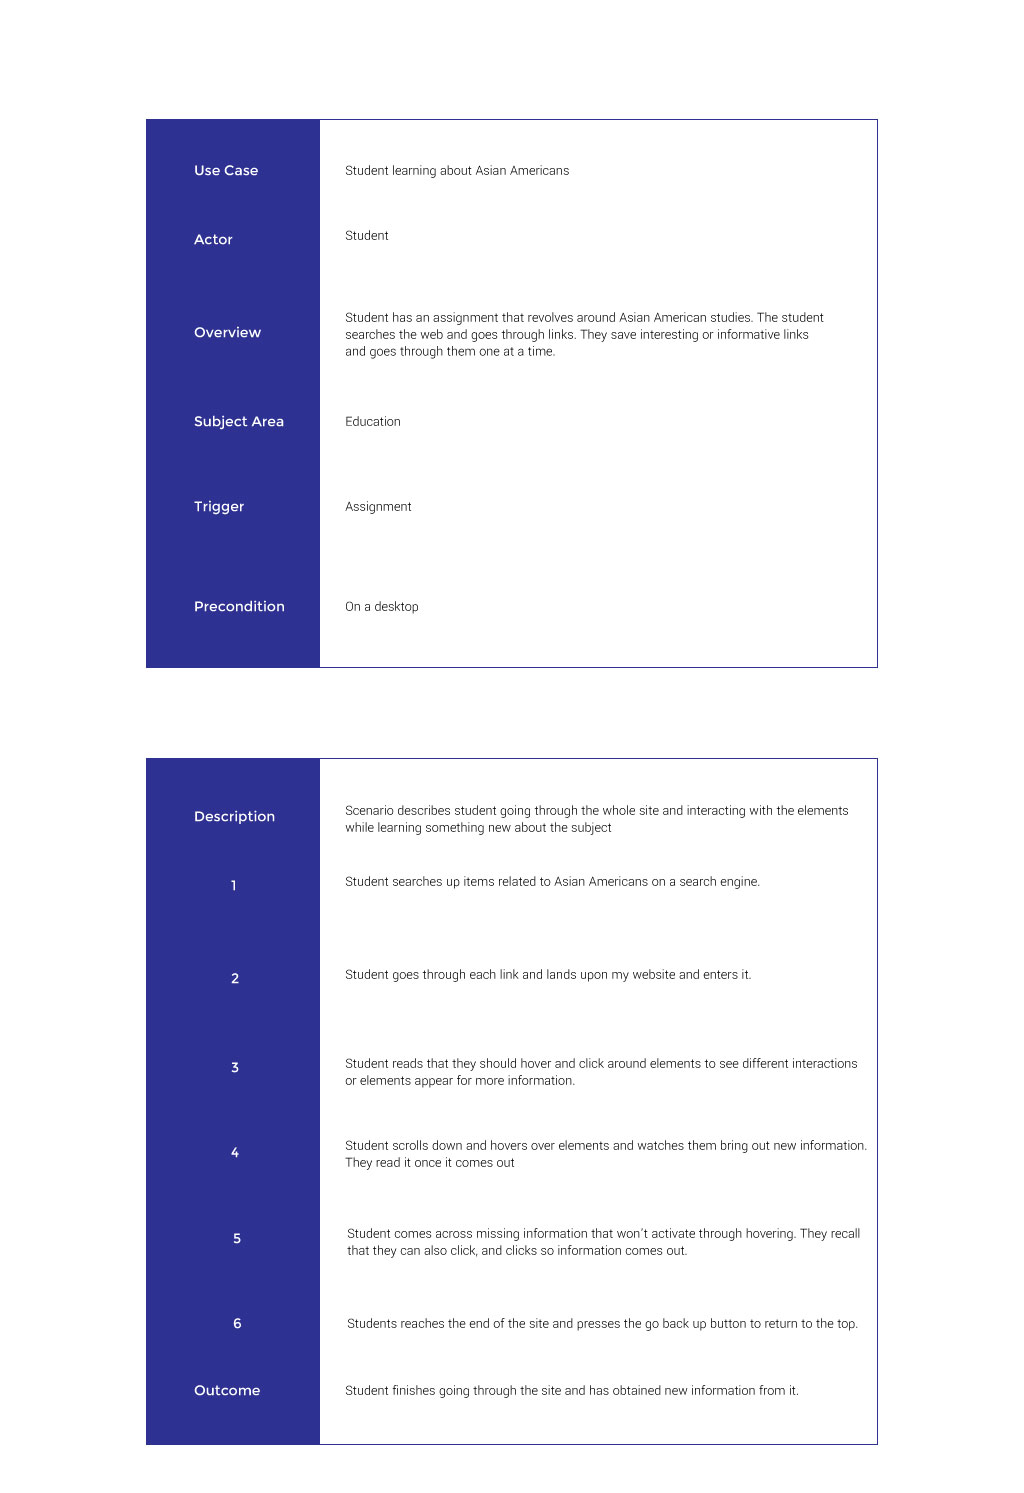 Use Case
Student learning about Asian Americans
Actor
Student
Overview
Student has an assignment that revolves around Asian American studies. The student
searches the web and goes through links. They save interesting or informative links
and goes through them one at a time.
Subject Area
Education
Trigger
Assignment
Precondition
On a desktop
Description
Scenario describes student going through the whole site and interacting with the elements
while learning something new about the subject
1
Student searches up items related to Asian Americans on a search engine.
2
Student goes through each link and lands upon my website and enters it.
3
Student reads that they should hover and click around elements to see different interactions
or elements appear for more information.
4
Student scrolls down and hovers over elements and watches them bring out new information.
They read it once it comes out
5
Student comes across missing information that won't activate through hovering. They recall
that they can also click, and clicks so information comes out.
6
Students reaches the end of the site and presses the go back up button to return to the top.
Outcome
Student finishes going through the site and has obtained new information from it.